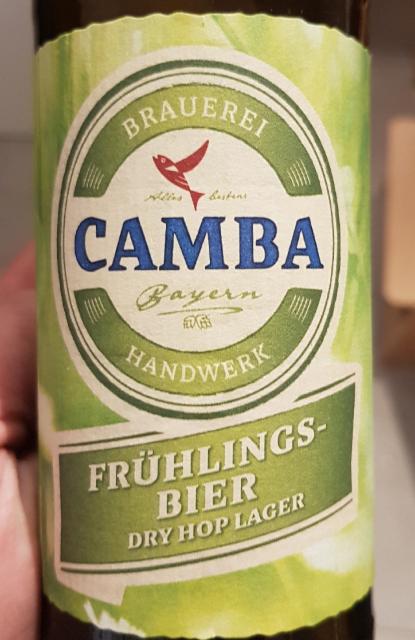 BRAUEREI
Alles bestens
CAMBA
Bayern
HANDWERK
FRÜHLINGS-
BIER
DRY HOP LAGER